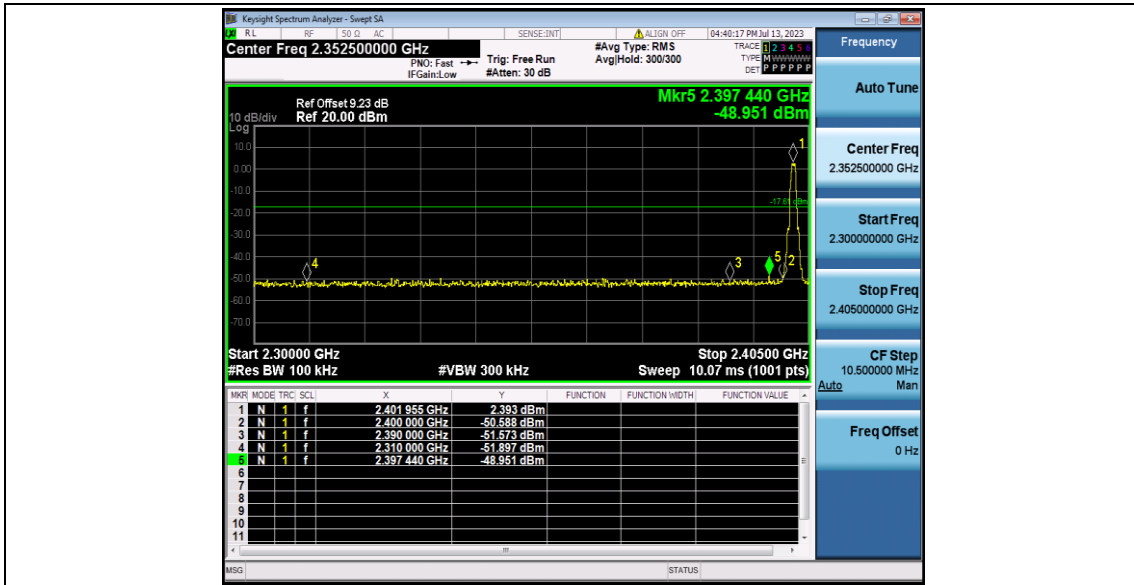 Keysight Spectrum Analyzer - Swept SA
LXI RL RF 50 Ω AC SENSE:INT ALIGN OFF 04:40:17 PM Jul 13, 2023
Center Freq 2.352500000 GHz
PNO: Fast
IFGain:Low
Trig: Free Run
#Atten: 30 dB
#Avg Type: RMS
Avg|Hold: 300/300
TRACE 1 2 3 4 5 6
TYPE M W W W W W
DET P P P P P P
Ref Offset 9.23 dB
10 dB/div Ref 20.00 dBm
Log
Mkr5 2.397 440 GHz
-48.951 dBm
10.0
0.00
-10.0
-20.0
-30.0
-40.0
-50.0
-60.0
-70.0
-17.61 dBm
1
4
3
5
2
Start 2.30000 GHz Stop 2.40500 GHz
#Res BW 100 kHz #VBW 300 kHz Sweep 10.07 ms (1001 pts)
MKR MODE TRC SCL X Y FUNCTION FUNCTION WIDTH FUNCTION VALUE
1 N 1 f 2.401 955 GHz 2.393 dBm
2 N 1 f 2.400 000 GHz -50.588 dBm
3 N 1 f 2.390 000 GHz -51.573 dBm
4 N 1 f 2.310 000 GHz -51.897 dBm
5 N 1 f 2.397 440 GHz -48.951 dBm
6
7
8
9
10
11
MSG STATUS
Frequency
Auto Tune
Center Freq
2.352500000 GHz
Start Freq
2.300000000 GHz
Stop Freq
2.405000000 GHz
CF Step
10.500000 MHz
Auto Man
Freq Offset
0 Hz